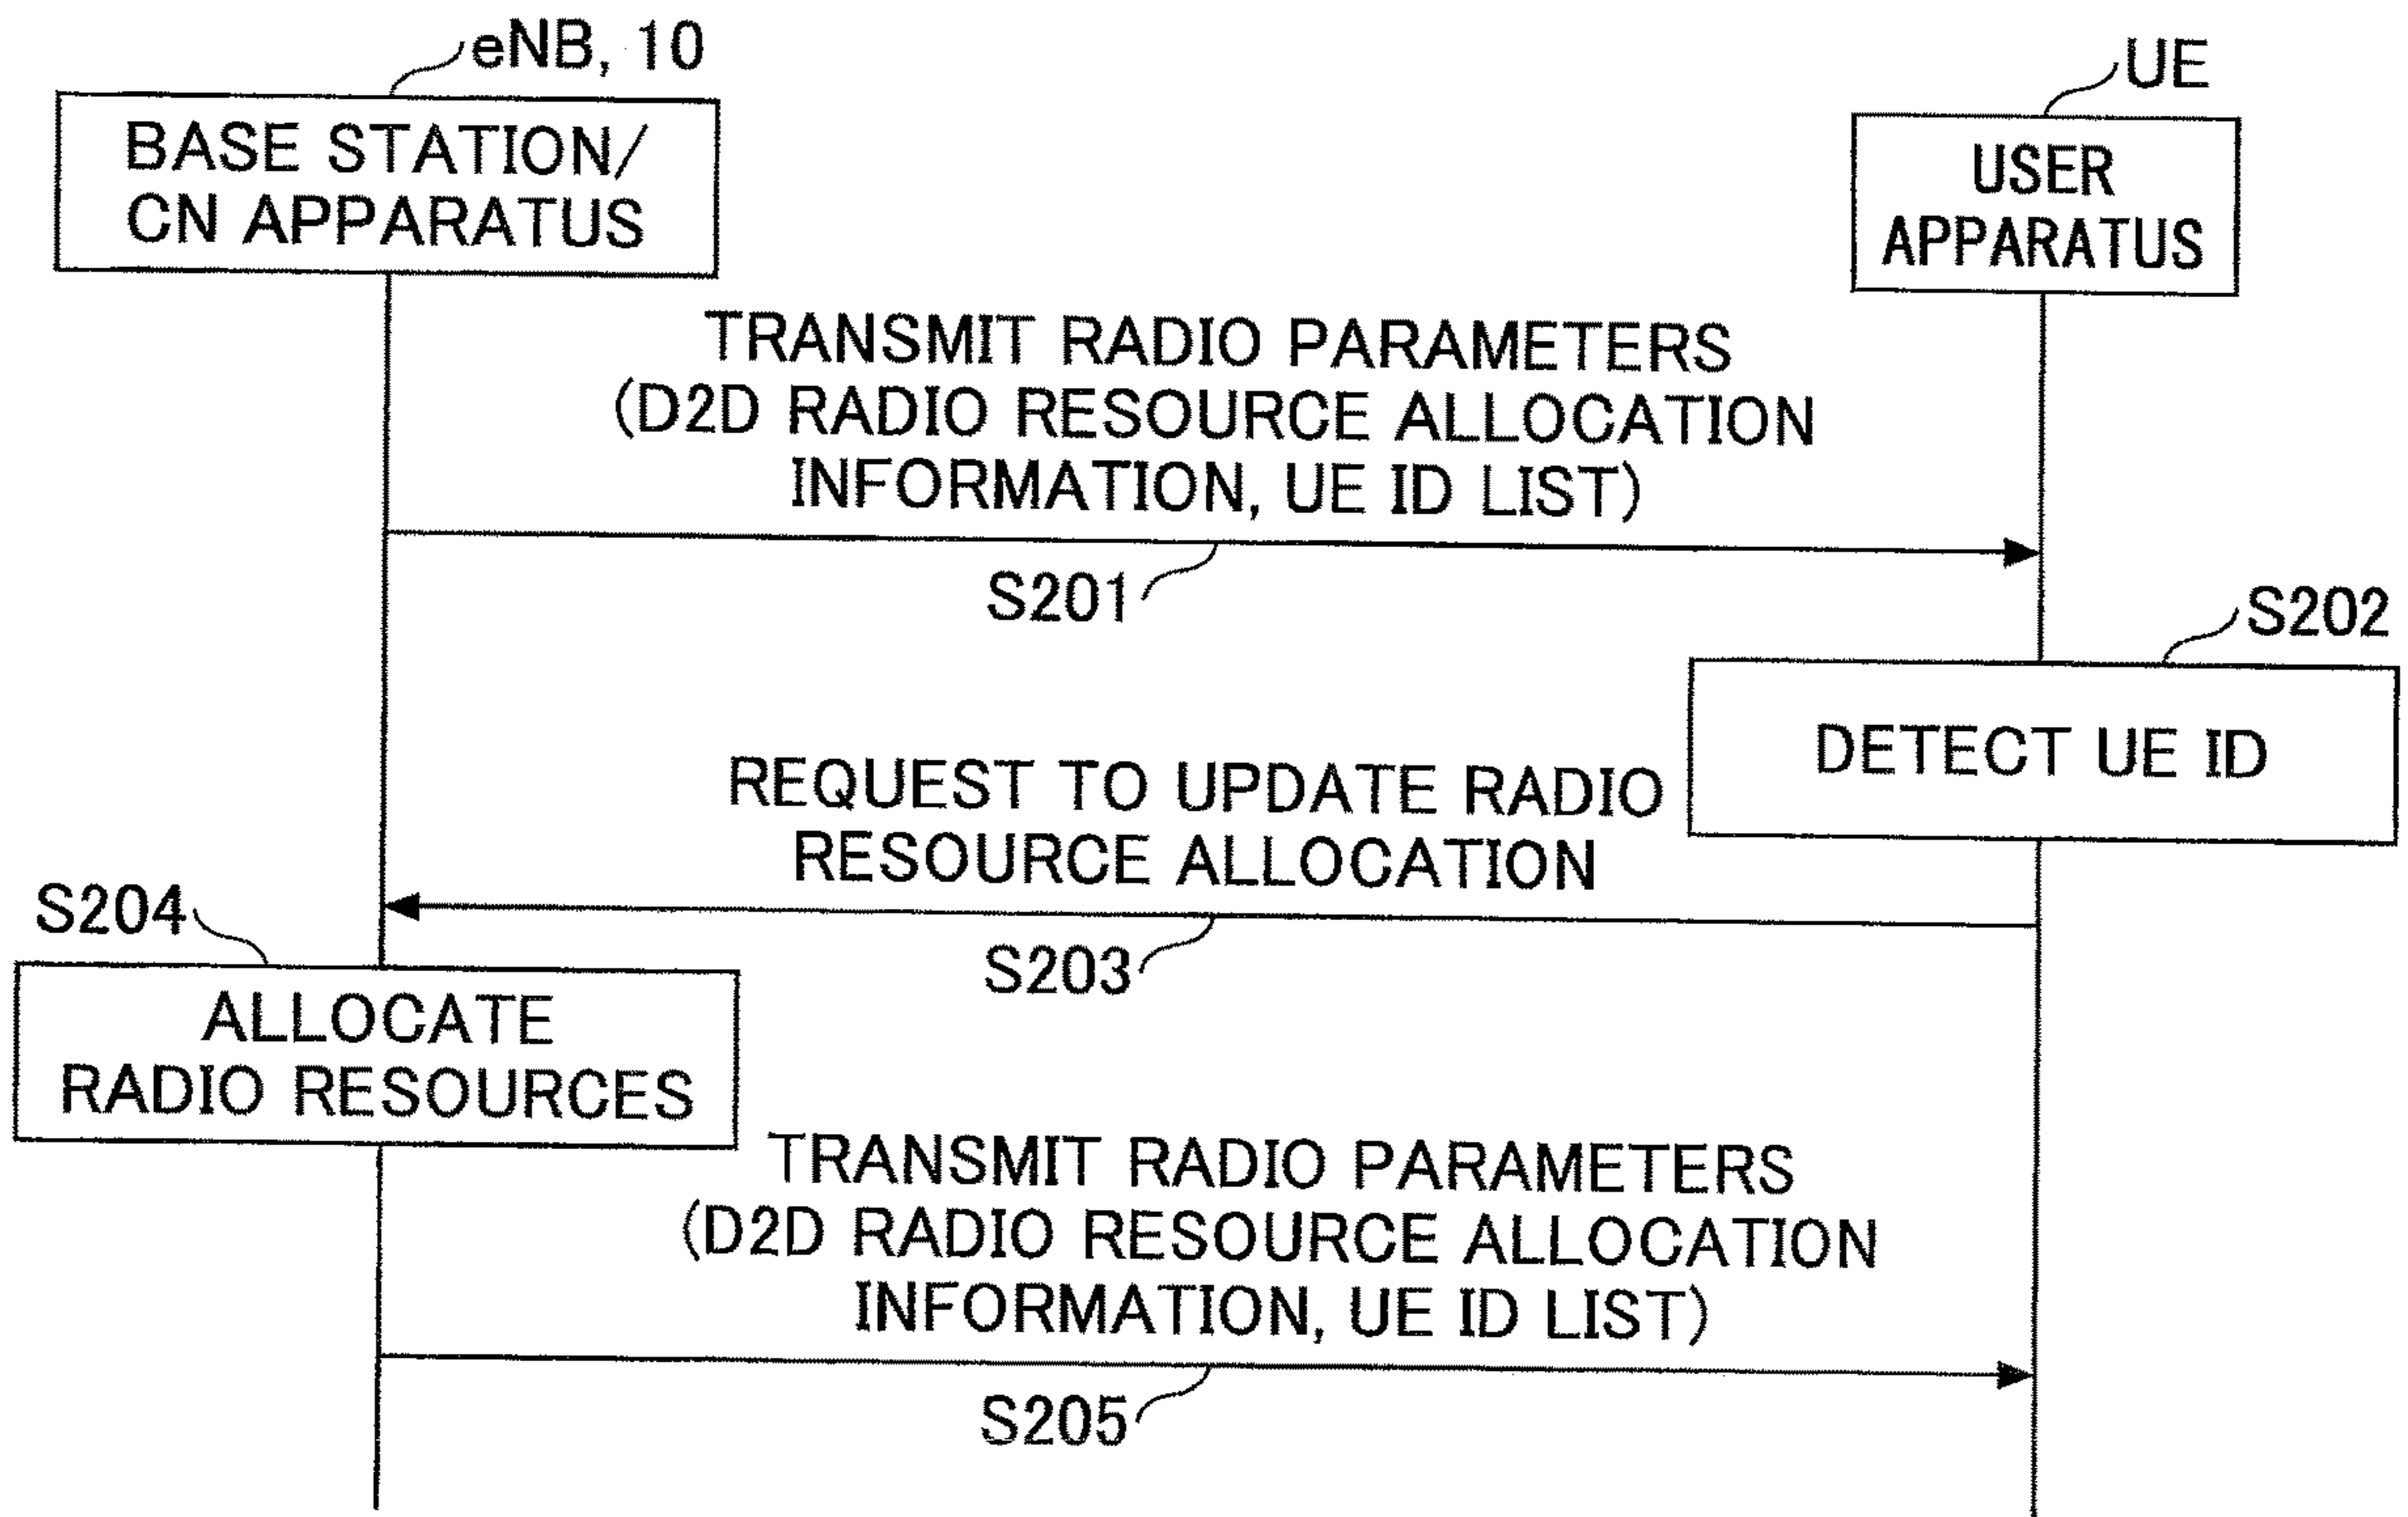 eNB, 10
UE
BASE STATION/
CN APPARATUS
USER
APPARATUS
TRANSMIT RADIO PARAMETERS
(D2D RADIO RESOURCE ALLOCATION
INFORMATION, UE ID LIST)
S201
S202
DETECT UE ID
REQUEST TO UPDATE RADIO
RESOURCE ALLOCATION
S203
S204
ALLOCATE
RADIO RESOURCES
TRANSMIT RADIO PARAMETERS
(D2D RADIO RESOURCE ALLOCATION
INFORMATION, UE ID LIST)
S205